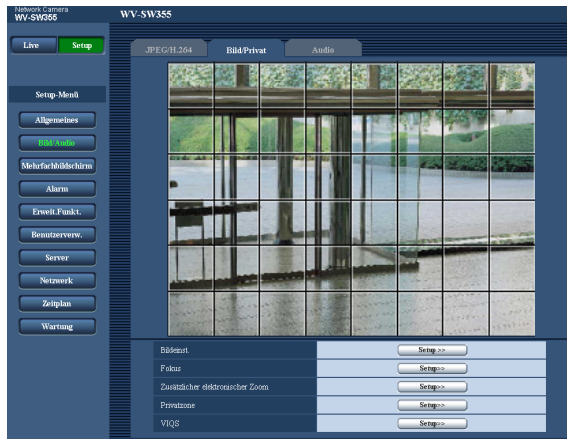 Network Camera
WV-SW355
WV-SW355
Live
Setup
JPEG/H.264
Bild/Privat
Audio
Setup-Menü
Allgemeines
Bild/Audio
Mehrfachbildschirm
Alarm
Erweit.Funkt.
Benutzerverw.
Server
Netzwerk
Zeitplan
Wartung
Bildeinst.
Setup >>
Fokus
Setup>>
Zusätzlicher elektronischer Zoom
Setup>>
Privatzone
Setup>>
VIQS
Setup>>